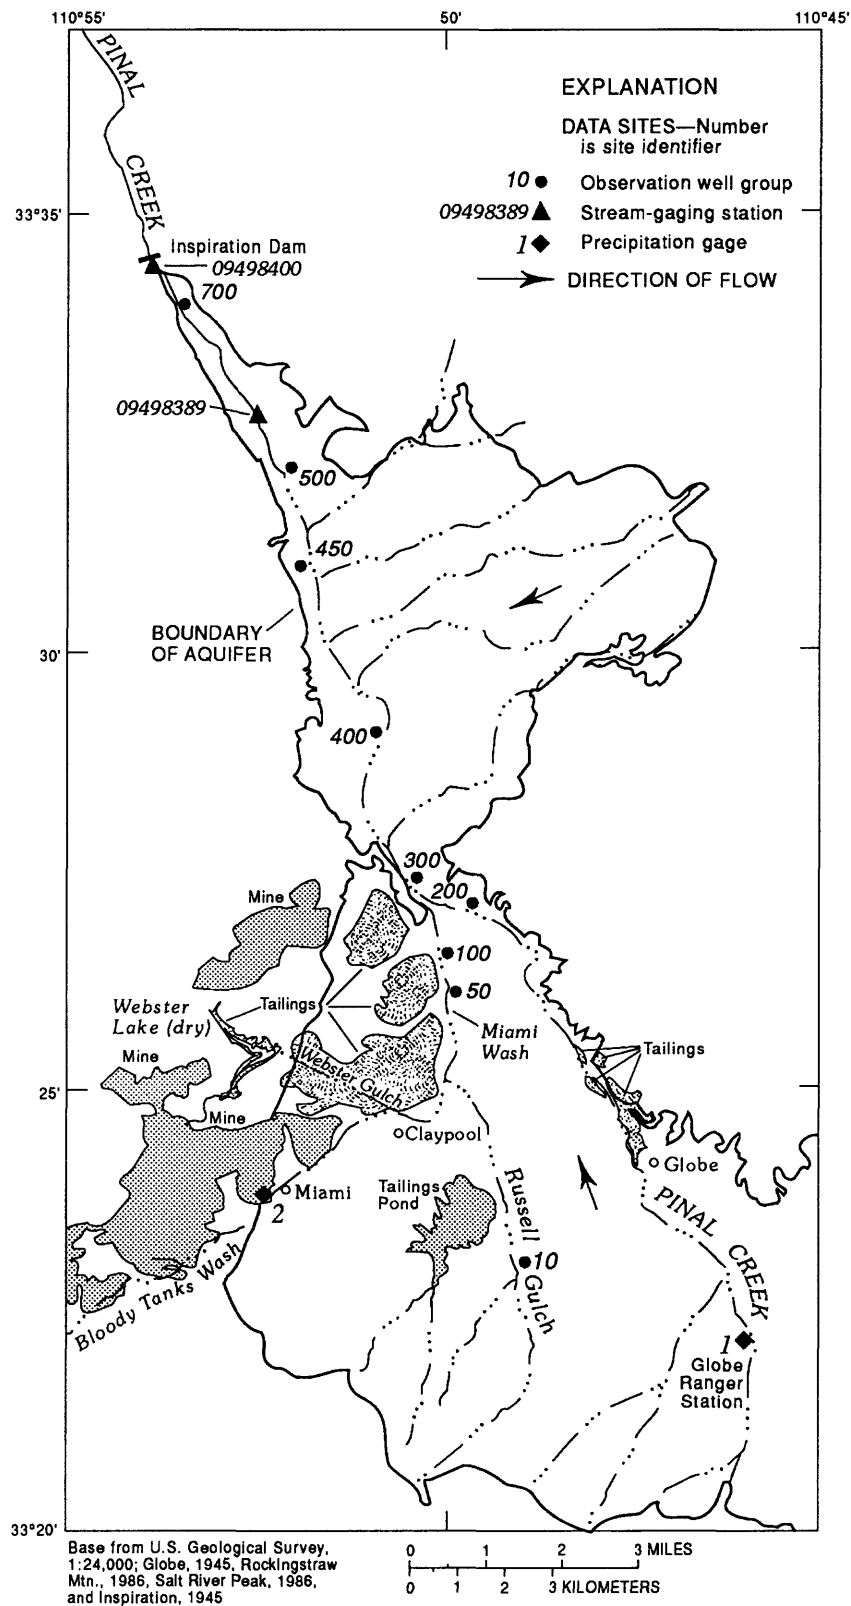 110°55'
50'
110°45'
PINAL
CREEK
EXPLANATION
DATA SITES—Number
is site identifier
10 Observation well group
09498389 Stream-gaging station
1 Precipitation gage
DIRECTION OF FLOW
33°35'
Inspiration Dam
09498400
700
09498389
500
450
BOUNDARY
OF AQUIFER
30'
400
300
200
Mine
100
50
Webster
Lake (dry)
Tailings
Miami
Wash
Mine
Webster Gulch
Tailings
25'
Mine
Claypool
Globe
Miami
2
Tailings
Pond
Russell
Gulch
PINAL
CREEK
10
Bloody Tanks Wash
1
Globe
Ranger
Station
33°20'
Base from U.S. Geological Survey,
1:24,000; Globe, 1945, Rockingstraw
Mtn., 1986, Salt River Peak, 1986,
and Inspiration, 1945
0 1 2 3 MILES
0 1 2 3 KILOMETERS